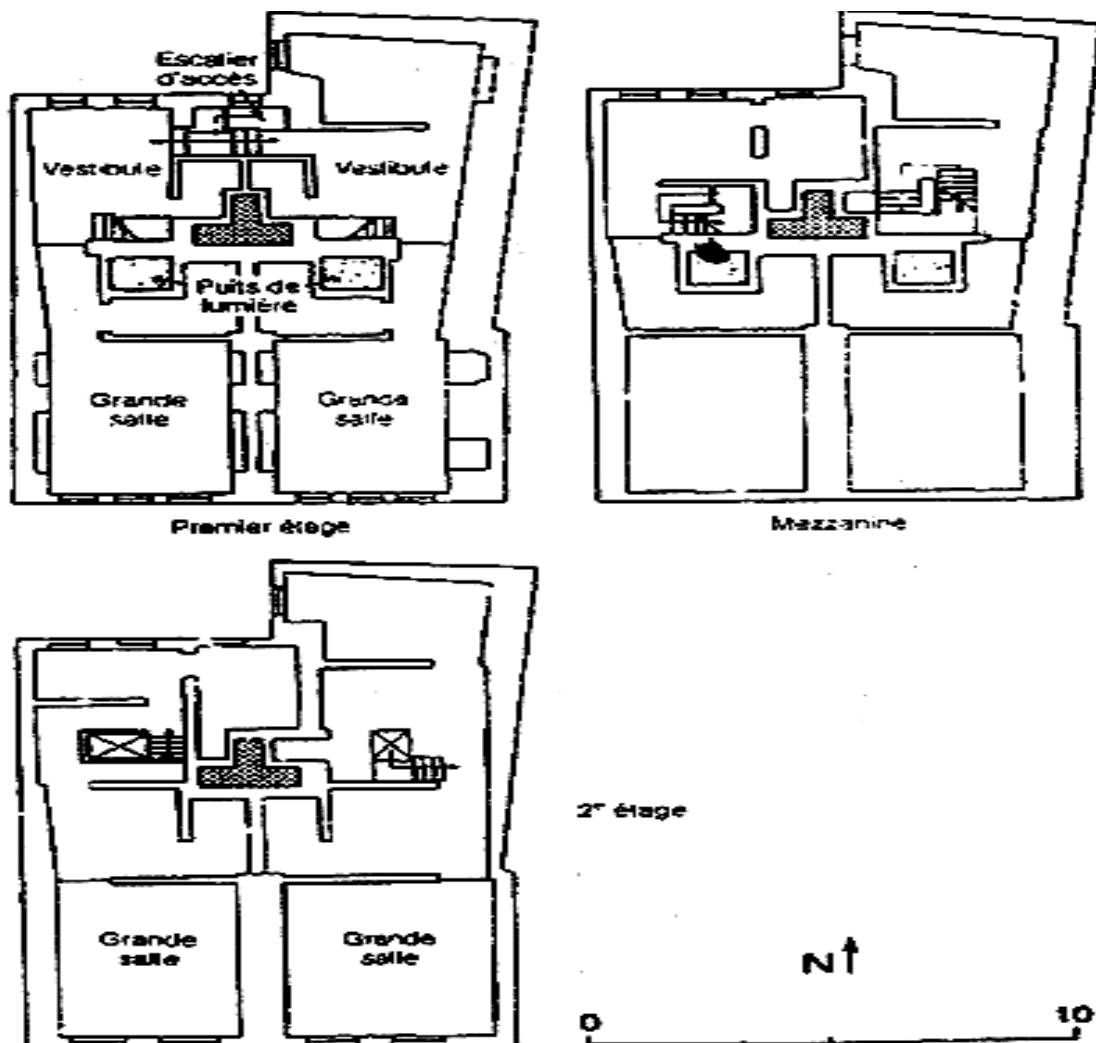 Escalier
d'accès
Vestibule
Vestibule
Puits de
lumière
Grande
salle
Grande
salle
Premier étage
Mezzanine
2e étage
Grande
salle
Grande
salle
N
0
10